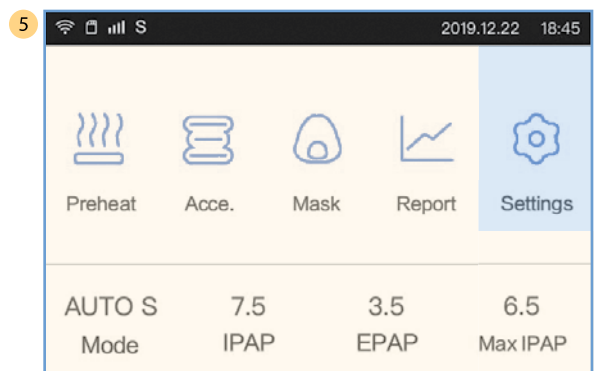 5
S 2019.12.22 18:45
Preheat Acce. Mask Report Settings
AUTO S 7.5 3.5 6.5
Mode IPAP EPAP Max IPAP